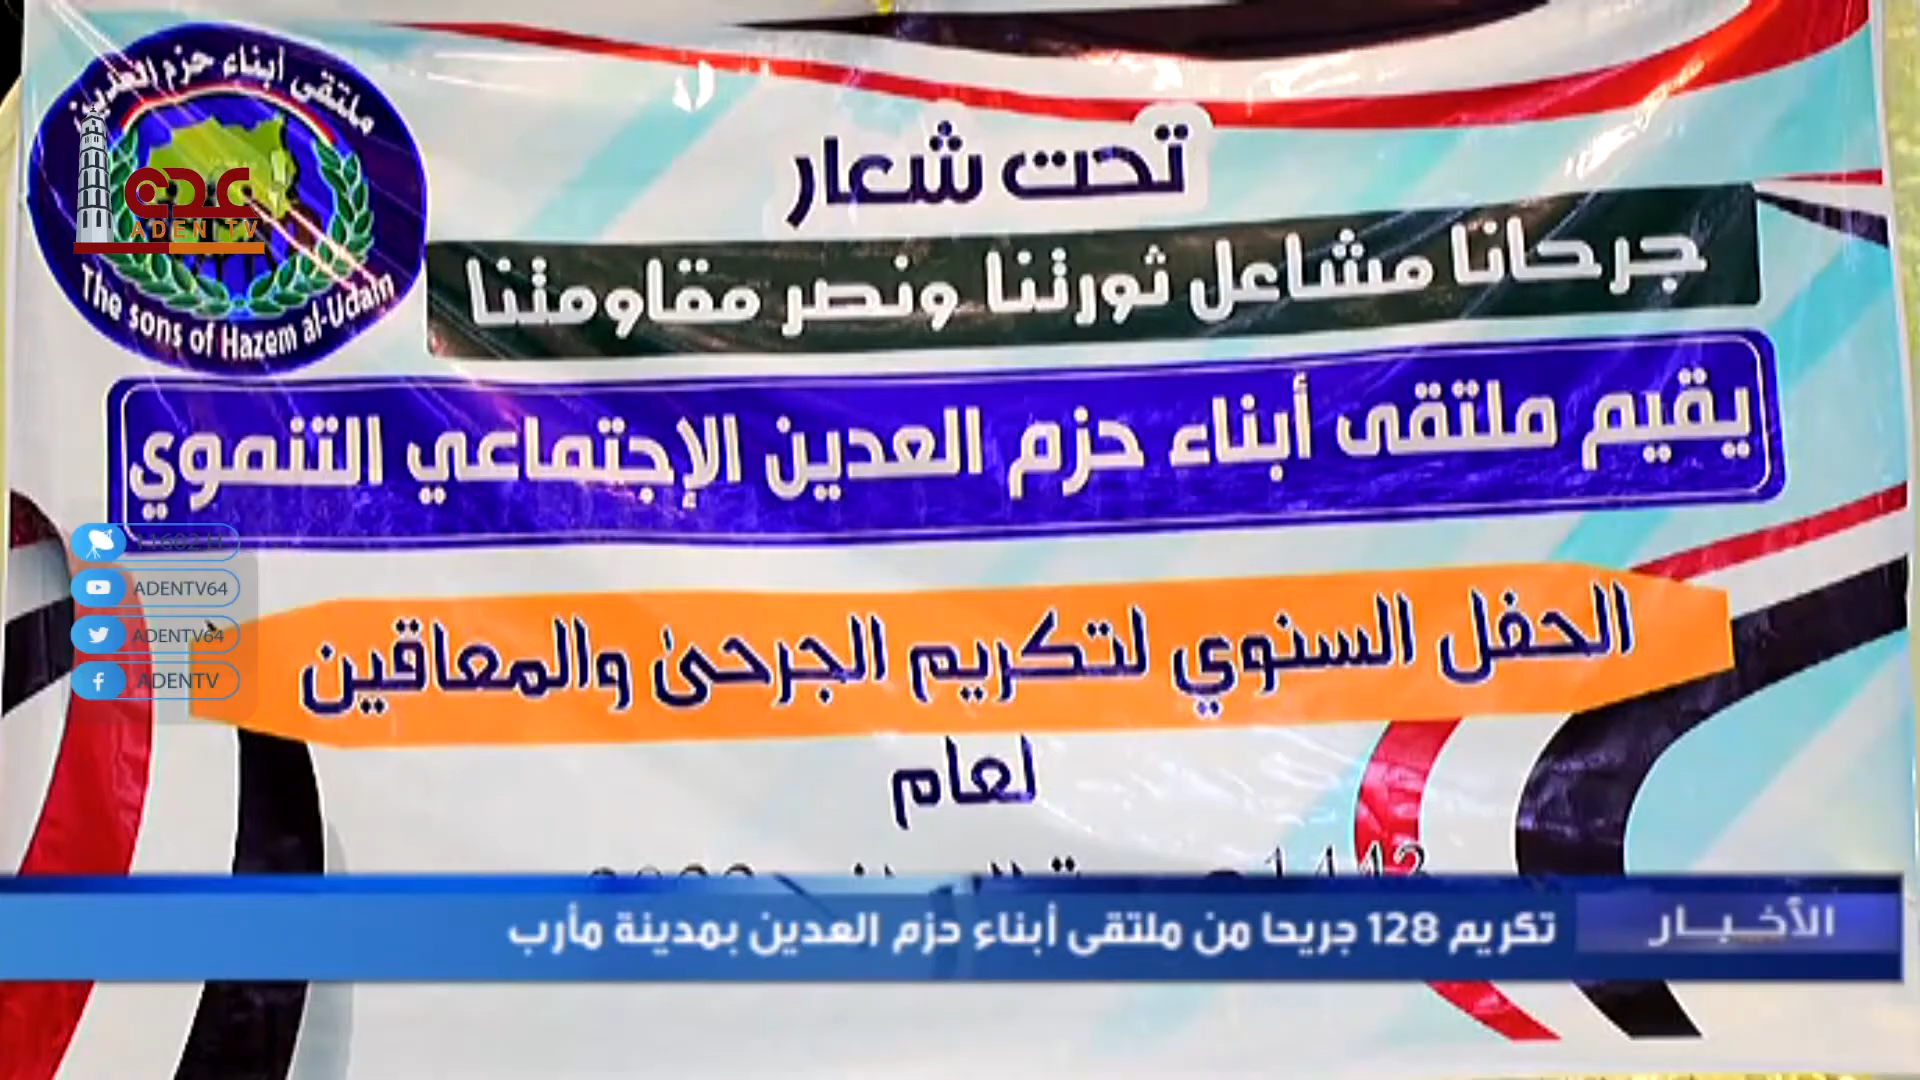 ملتقى أبناء حزم العدين
عدن
ADEN TV
The sons of Hazem al-Udain
تحت شعار
جرحانا مشاعل ثورتنا ونصر مقاومتنا
يقيم ملتقى أبناء حزم العدين الإجتماعي التنموي
11602 H
ADENTV64
ADENTV64
ADENTV
الحفل السنوي لتكريم الجرحىٰ والمعاقين
لعام
الأخبـار
تكريم 128 جريحا من ملتقى أبناء حزم العدين بمدينة مأرب